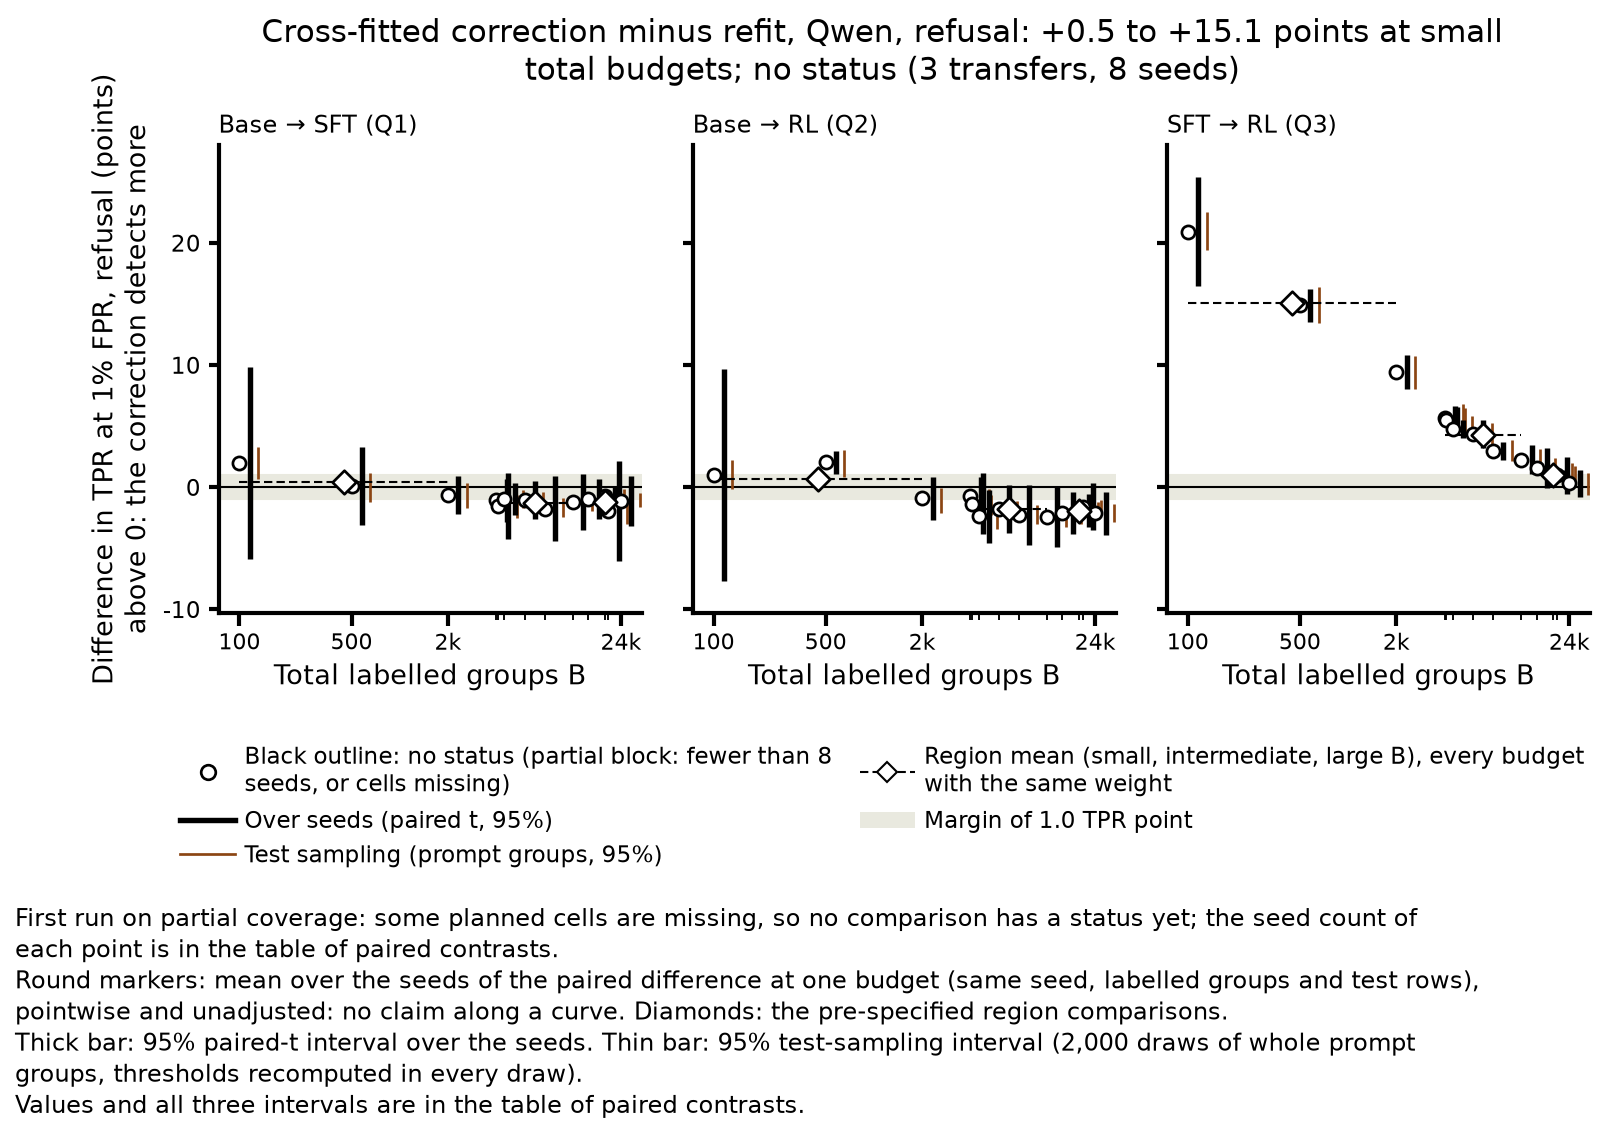 Cross-fitted correction minus refit, Qwen, refusal: +0.5 to +15.1 points at small
total budgets; no status (3 transfers, 8 seeds)
Difference in TPR at 1% FPR, refusal (points)
above 0: the correction detects more
Base → SFT (Q1)
Base → RL (Q2)
SFT → RL (Q3)
20
10
0
-10
100
500
2k
24k
100
500
2k
24k
100
500
2k
24k
Total labelled groups B
Total labelled groups B
Total labelled groups B
Black outline: no status (partial block: fewer than 8
seeds, or cells missing)
Over seeds (paired t, 95%)
Test sampling (prompt groups, 95%)
Region mean (small, intermediate, large B), every budget
with the same weight
Margin of 1.0 TPR point
First run on partial coverage: some planned cells are missing, so no comparison has a status yet; the seed count of
each point is in the table of paired contrasts.
Round markers: mean over the seeds of the paired difference at one budget (same seed, labelled groups and test rows),
pointwise and unadjusted: no claim along a curve. Diamonds: the pre-specified region comparisons.
Thick bar: 95% paired-t interval over the seeds. Thin bar: 95% test-sampling interval (2,000 draws of whole prompt
groups, thresholds recomputed in every draw).
Values and all three intervals are in the table of paired contrasts.